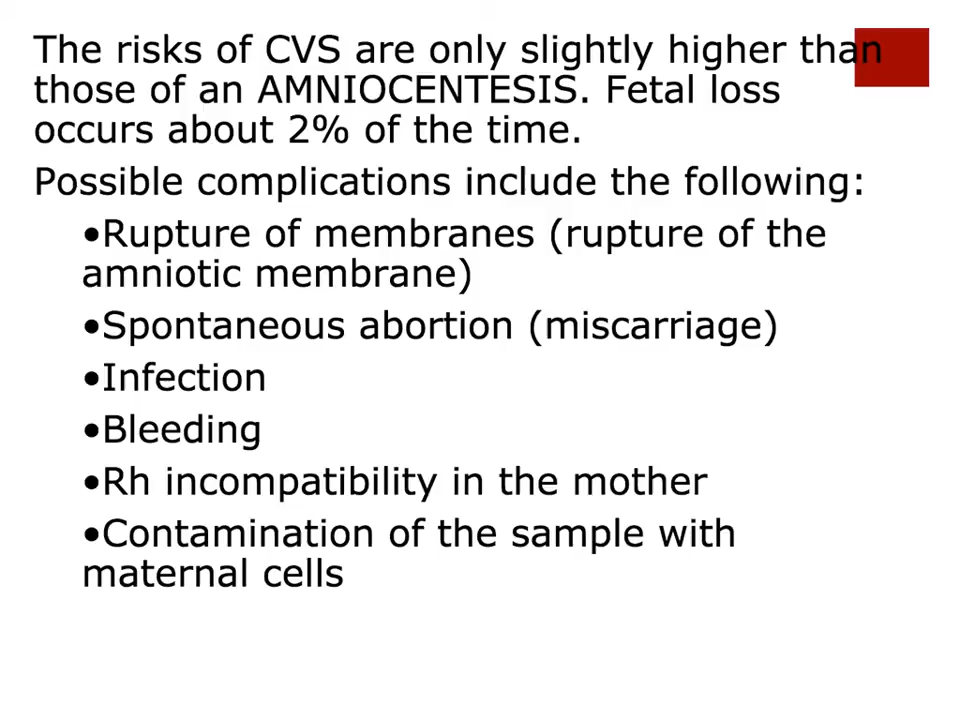 The risks of CVS are only slightly higher than
those of an AMNIOCENTESIS. Fetal loss
occurs about 2% of the time.
Possible complications include the following:
•Rupture of membranes (rupture of the
amniotic membrane)
•Spontaneous abortion (miscarriage)
•Infection
•Bleeding
•Rh incompatibility in the mother
•Contamination of the sample with
maternal cells